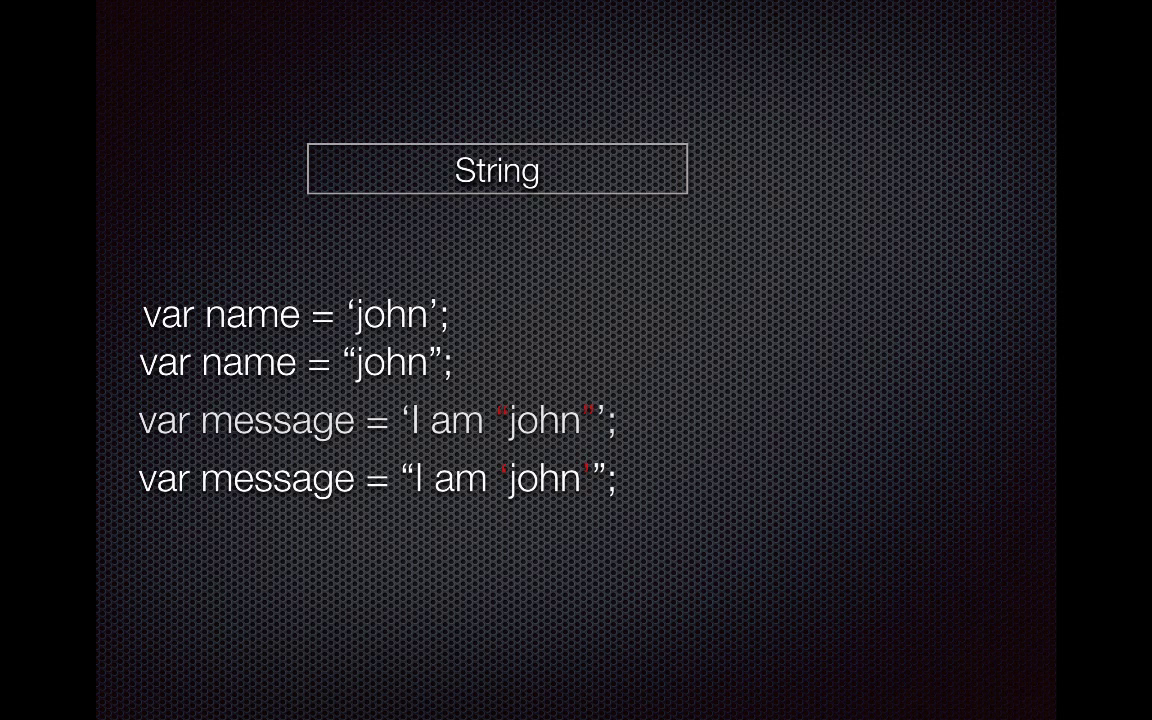 String
var name = ‘john’;
var name = “john”;
var message = ‘I am “john”’;
var message = “I am ‘john’”;